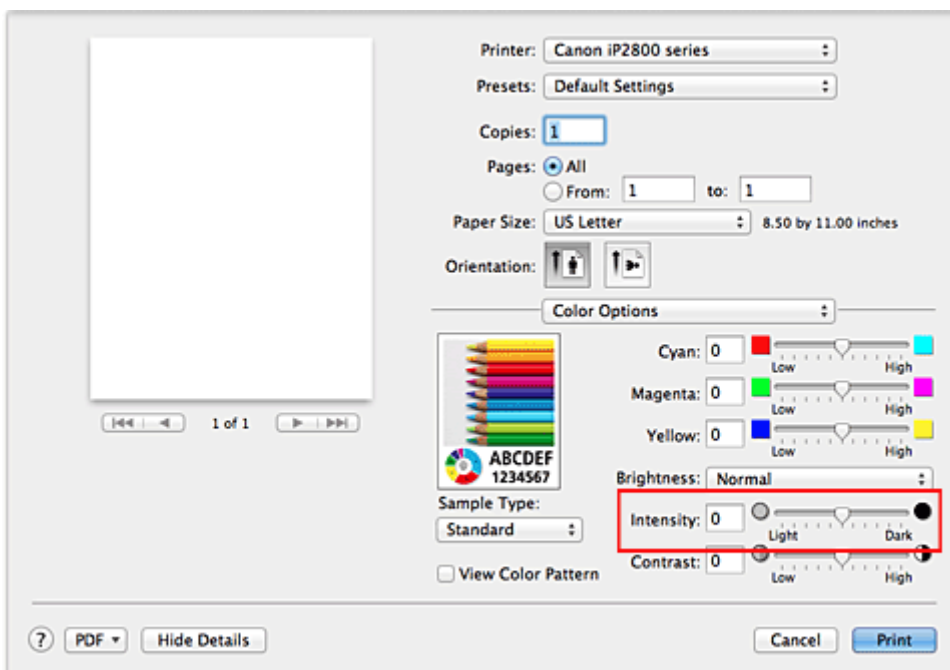 Printer: Canon iP2800 series
Presets: Default Settings
Copies: 1
Pages: All
From: 1 to: 1
Paper Size: US Letter 8.50 by 11.00 inches
Orientation:
Color Options
Cyan: 0
Low High
Magenta: 0
Low High
Yellow: 0
Low High
1 of 1
ABCDEF
1234567
Brightness: Normal
Sample Type:
Standard
Intensity: 0
Light Dark
View Color Pattern
Contrast: 0
Low High
? PDF Hide Details Cancel Print